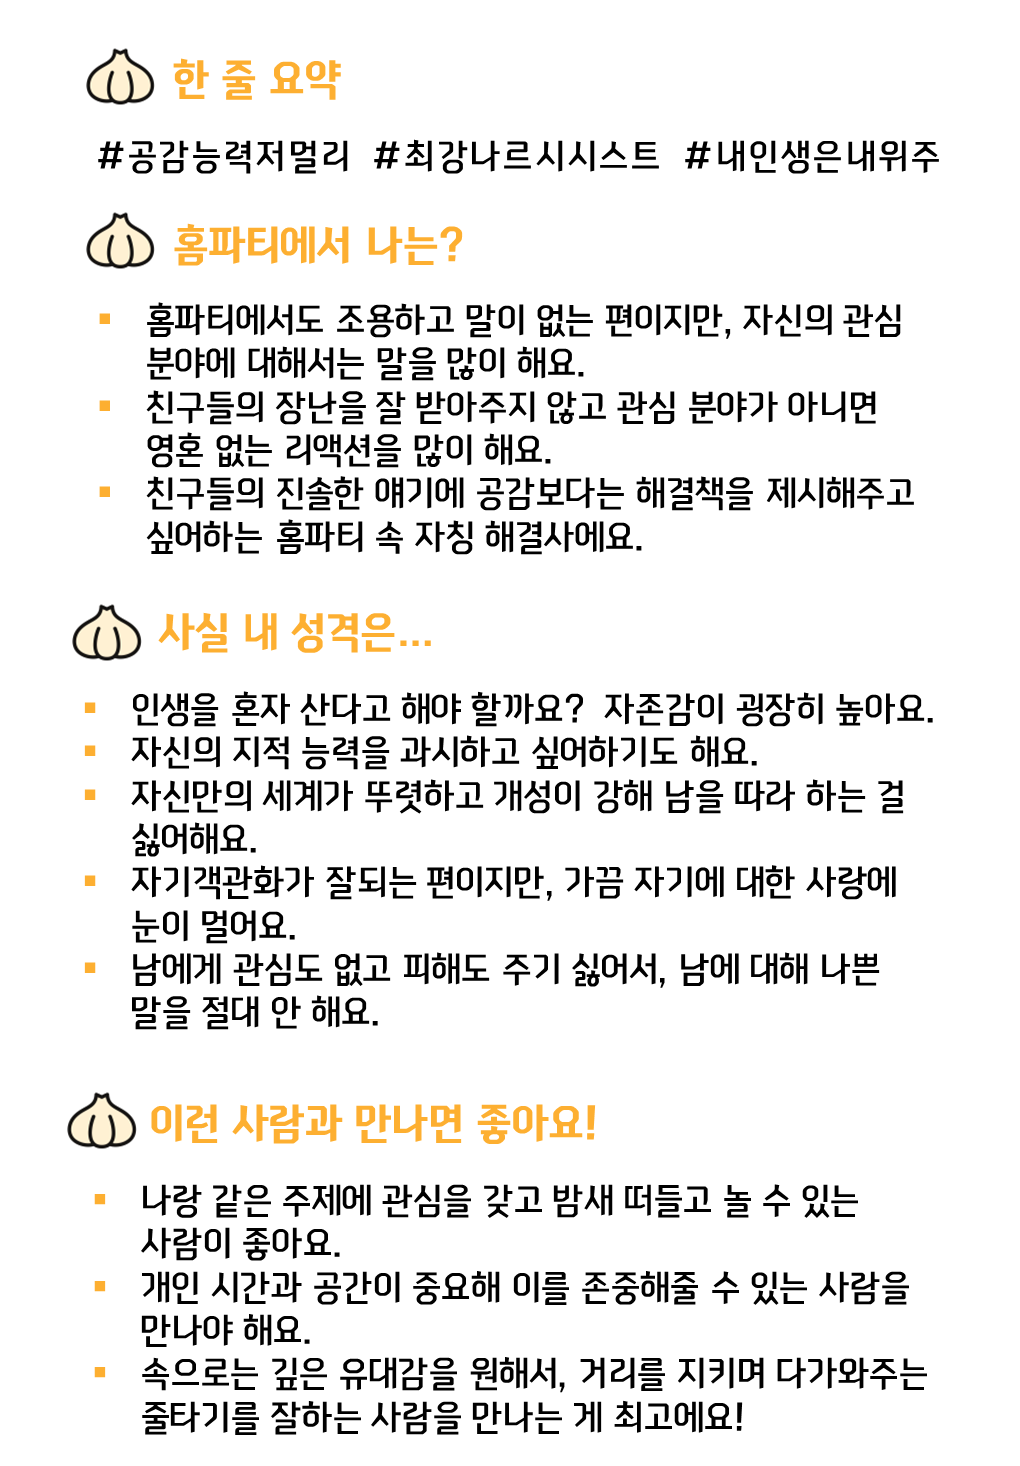 한 줄 요약
#공감능력저멀리 #최강나르시시스트 #내인생은내위주
홈파티에서 나는?
▪ 홈파티에서도 조용하고 말이 없는 편이지만, 자신의 관심
분야에 대해서는 말을 많이 해요.
▪ 친구들의 장난을 잘 받아주지 않고 관심 분야가 아니면
영혼 없는 리액션을 많이 해요.
▪ 친구들의 진솔한 얘기에 공감보다는 해결책을 제시해주고
싶어하는 홈파티 속 자칭 해결사에요.
사실 내 성격은...
▪ 인생을 혼자 산다고 해야 할까요? 자존감이 굉장히 높아요.
▪ 자신의 지적 능력을 과시하고 싶어하기도 해요.
▪ 자신만의 세계가 뚜렷하고 개성이 강해 남을 따라 하는 걸
싫어해요.
▪ 자기객관화가 잘되는 편이지만, 가끔 자기에 대한 사랑에
눈이 멀어요.
▪ 남에게 관심도 없고 피해도 주기 싫어서, 남에 대해 나쁜
말을 절대 안 해요.
이런 사람과 만나면 좋아요!
▪ 나랑 같은 주제에 관심을 갖고 밤새 떠들고 놀 수 있는
사람이 좋아요.
▪ 개인 시간과 공간이 중요해 이를 존중해줄 수 있는 사람을
만나야 해요.
▪ 속으로는 깊은 유대감을 원해서, 거리를 지키며 다가와주는
줄타기를 잘하는 사람을 만나는 게 최고에요!